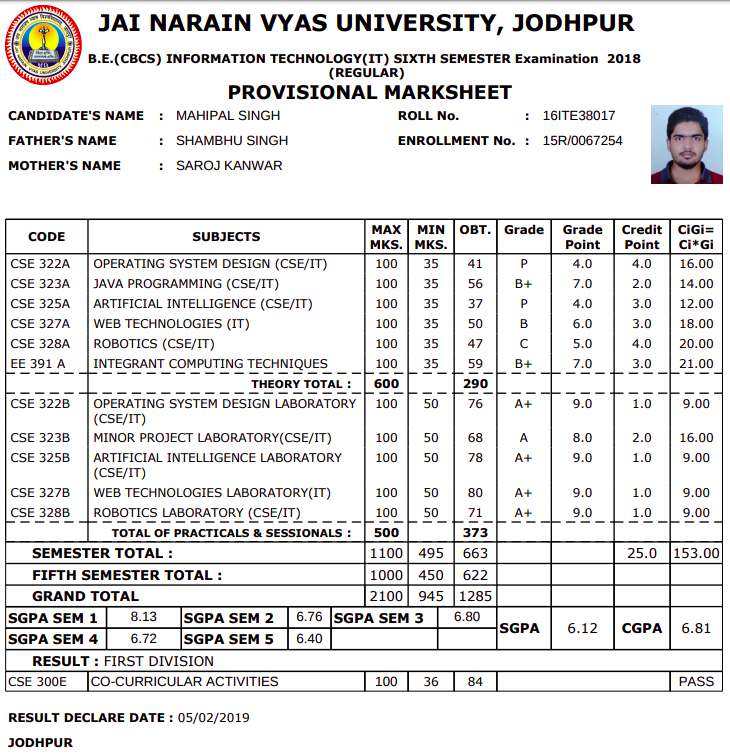 JAI NARAIN VYAS UNIVERSITY, JODHPUR
B.E.(CBCS) INFORMATION TECHNOLOGY(IT) SIXTH SEMESTER Examination 2018
(REGULAR)
PROVISIONAL MARKSHEET
CANDIDATE'S NAME : MAHIPAL SINGH ROLL No. : 16ITE38017
FATHER'S NAME : SHAMBHU SINGH ENROLLMENT No. : 15R/0067254
MOTHER'S NAME : SAROJ KANWAR
CODE SUBJECTS MAX MKS. MIN MKS. OBT. Grade Grade Point Credit Point CiGi= Ci*Gi
CSE 322A OPERATING SYSTEM DESIGN (CSE/IT) 100 35 41 P 4.0 4.0 16.00
CSE 323A JAVA PROGRAMMING (CSE/IT) 100 35 56 B+ 7.0 2.0 14.00
CSE 325A ARTIFICIAL INTELLIGENCE (CSE/IT) 100 35 37 P 4.0 3.0 12.00
CSE 327A WEB TECHNOLOGIES (IT) 100 35 50 B 6.0 3.0 18.00
CSE 328A ROBOTICS (CSE/IT) 100 35 47 C 5.0 4.0 20.00
EE 391 A INTEGRANT COMPUTING TECHNIQUES 100 35 59 B+ 7.0 3.0 21.00
THEORY TOTAL : 600 290
CSE 322B OPERATING SYSTEM DESIGN LABORATORY (CSE/IT) 100 50 76 A+ 9.0 1.0 9.00
CSE 323B MINOR PROJECT LABORATORY(CSE/IT) 100 50 68 A 8.0 2.0 16.00
CSE 325B ARTIFICIAL INTELLIGENCE LABORATORY (CSE/IT) 100 50 78 A+ 9.0 1.0 9.00
CSE 327B WEB TECHNOLOGIES LABORATORY(IT) 100 50 80 A+ 9.0 1.0 9.00
CSE 328B ROBOTICS LABORATORY (CSE/IT) 100 50 71 A+ 9.0 1.0 9.00
TOTAL OF PRACTICALS & SESSIONALS : 500 373
SEMESTER TOTAL : 1100 495 663 25.0 153.00
FIFTH SEMESTER TOTAL : 1000 450 622
GRAND TOTAL 2100 945 1285
SGPA SEM 1 8.13 SGPA SEM 2 6.76 SGPA SEM 3 6.80 SGPA 6.12 CGPA 6.81
SGPA SEM 4 6.72 SGPA SEM 5 6.40
RESULT : FIRST DIVISION
CSE 300E CO-CURRICULAR ACTIVITIES 100 36 84 PASS
RESULT DECLARE DATE : 05/02/2019
JODHPUR